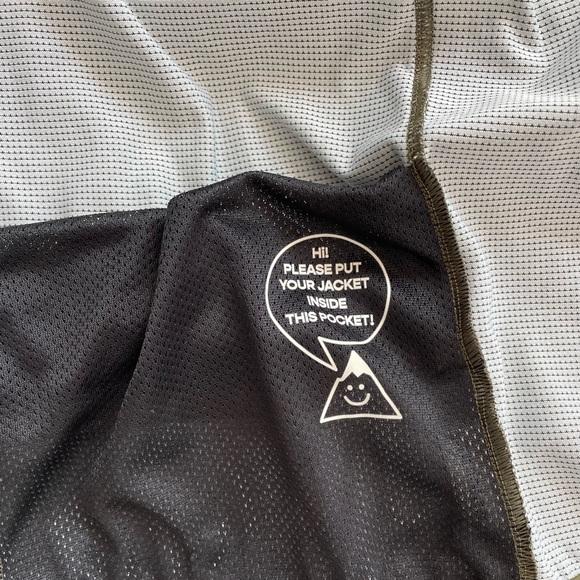 Hi!
PLEASE PUT
YOUR JACKET
INSIDE
THIS POCKET!